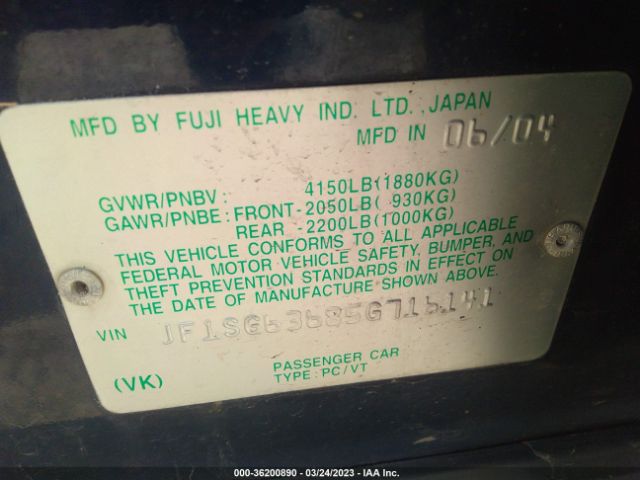 MFD BY FUJI HEAVY IND. LTD., JAPAN
MFD IN 06/04
GVWR/PNBV: 4150LB(1880KG)
GAWR/PNBE: FRONT-2050LB( 930KG)
REAR -2200LB(1000KG)
THIS VEHICLE CONFORMS TO ALL APPLICABLE
FEDERAL MOTOR VEHICLE SAFETY, BUMPER, AND
THEFT PREVENTION STANDARDS IN EFFECT ON
THE DATE OF MANUFACTURE SHOWN ABOVE.
VIN JF1SG63685G716141
PASSENGER CAR
(VK) TYPE:PC/VT
000-36200890 - 03/24/2023 - IAA Inc.